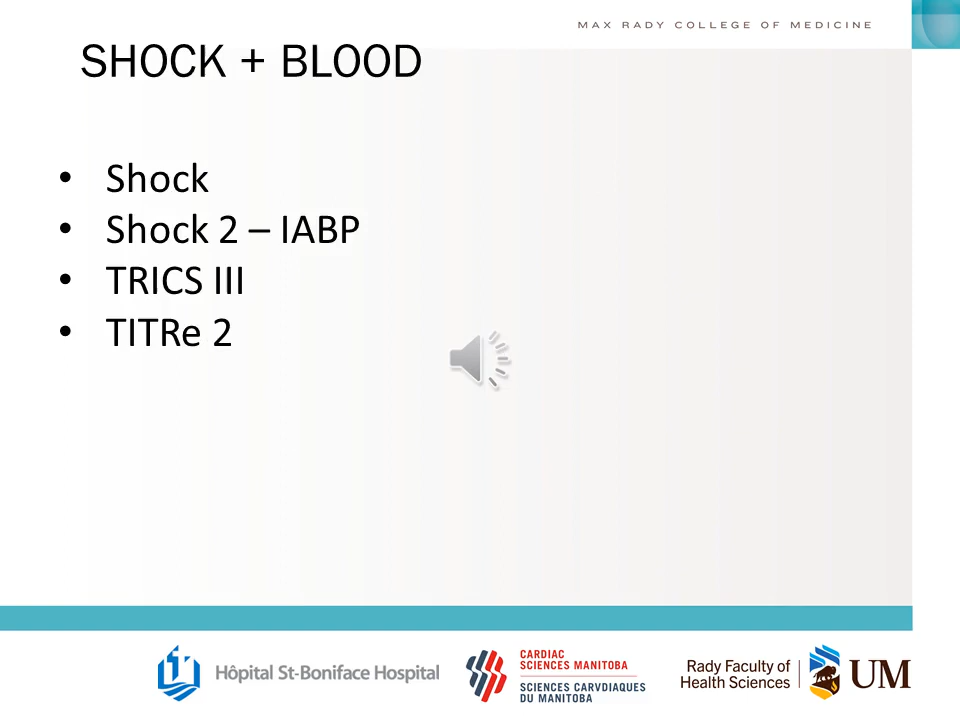 MAX RADY COLLEGE OF MEDICINE
SHOCK + BLOOD
• Shock
• Shock 2 – IABP
• TRICS III
• TITRe 2
Hôpital St-Boniface Hospital
CARDIAC
SCIENCES MANITOBA
SCIENCES CARVDIAQUES
DU MANITOBA
Rady Faculty of
Health Sciences
UM